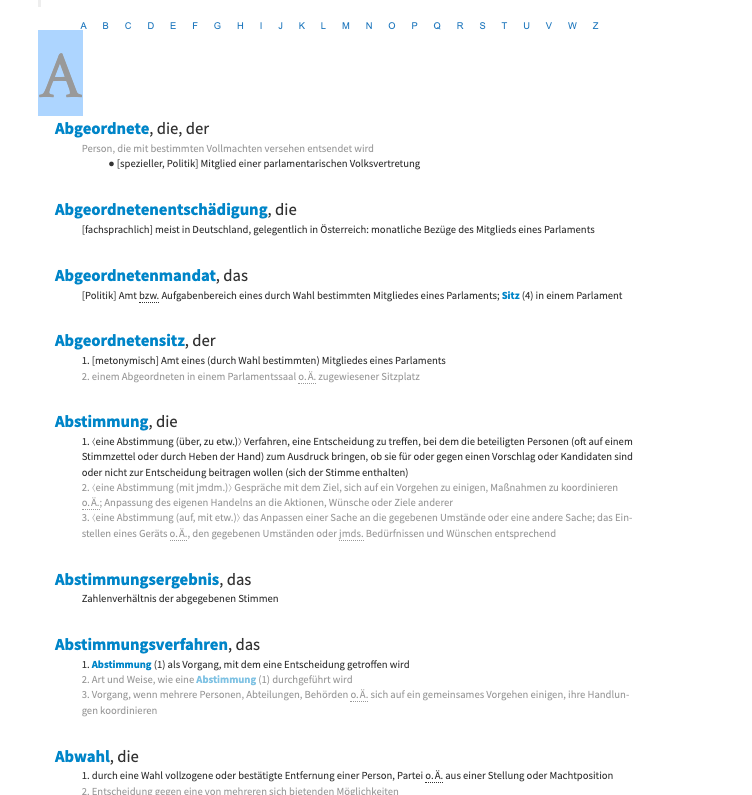 A B C D E F G H I J K L M N O P Q R S T U V W Z
A
Abgeordnete, die, der
Person, die mit bestimmten Vollmachten versehen entsendet wird
● [spezieller, Politik] Mitglied einer parlamentarischen Volksvertretung
Abgeordnetenentschädigung, die
[fachsprachlich] meist in Deutschland, gelegentlich in Österreich: monatliche Bezüge des Mitglieds eines Parlaments
Abgeordnetenmandat, das
[Politik] Amt bzw. Aufgabenbereich eines durch Wahl bestimmten Mitgliedes eines Parlaments; Sitz (4) in einem Parlament
Abgeordnetensitz, der
1. [metonymisch] Amt eines (durch Wahl bestimmten) Mitgliedes eines Parlaments
2. einem Abgeordneten in einem Parlamentssaal o. Ä. zugewiesener Sitzplatz
Abstimmung, die
1. ⟨eine Abstimmung (über, zu etw.)⟩ Verfahren, eine Entscheidung zu treffen, bei dem die beteiligten Personen (oft auf einem
Stimmzettel oder durch Heben der Hand) zum Ausdruck bringen, ob sie für oder gegen einen Vorschlag oder Kandidaten sind
oder nicht zur Entscheidung beitragen wollen (sich der Stimme enthalten)
2. ⟨eine Abstimmung (mit jmdm.)⟩ Gespräche mit dem Ziel, sich auf ein Vorgehen zu einigen, Maßnahmen zu koordinieren
o. Ä.; Anpassung des eigenen Handelns an die Aktionen, Wünsche oder Ziele anderer
3. ⟨eine Abstimmung (auf, mit etw.)⟩ das Anpassen einer Sache an die gegebenen Umstände oder eine andere Sache; das Ein-
stellen eines Geräts o. Ä., den gegebenen Umständen oder jmds. Bedürfnissen und Wünschen entsprechend
Abstimmungsergebnis, das
Zahlenverhältnis der abgegebenen Stimmen
Abstimmungsverfahren, das
1. Abstimmung (1) als Vorgang, mit dem eine Entscheidung getroffen wird
2. Art und Weise, wie eine Abstimmung (1) durchgeführt wird
3. Vorgang, wenn mehrere Personen, Abteilungen, Behörden o. Ä. sich auf ein gemeinsames Vorgehen einigen, ihre Handlun-
gen koordinieren
Abwahl, die
1. durch eine Wahl vollzogene oder bestätigte Entfernung einer Person, Partei o. Ä. aus einer Stellung oder Machtposition
2. Entscheidung gegen eine von mehreren sich bietenden Möglichkeiten